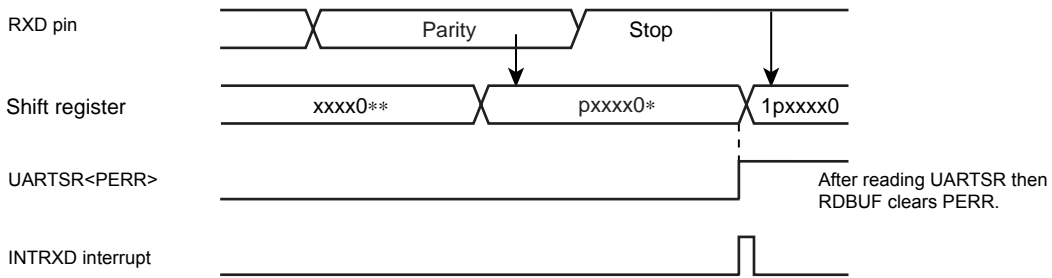 RXD pin
Parity
Stop
Shift register
xxxx0**
pxxxx0*
1pxxxx0
UARTSR<PERR>
After reading UARTSR then
RDBUF clears PERR.
INTRXD interrupt